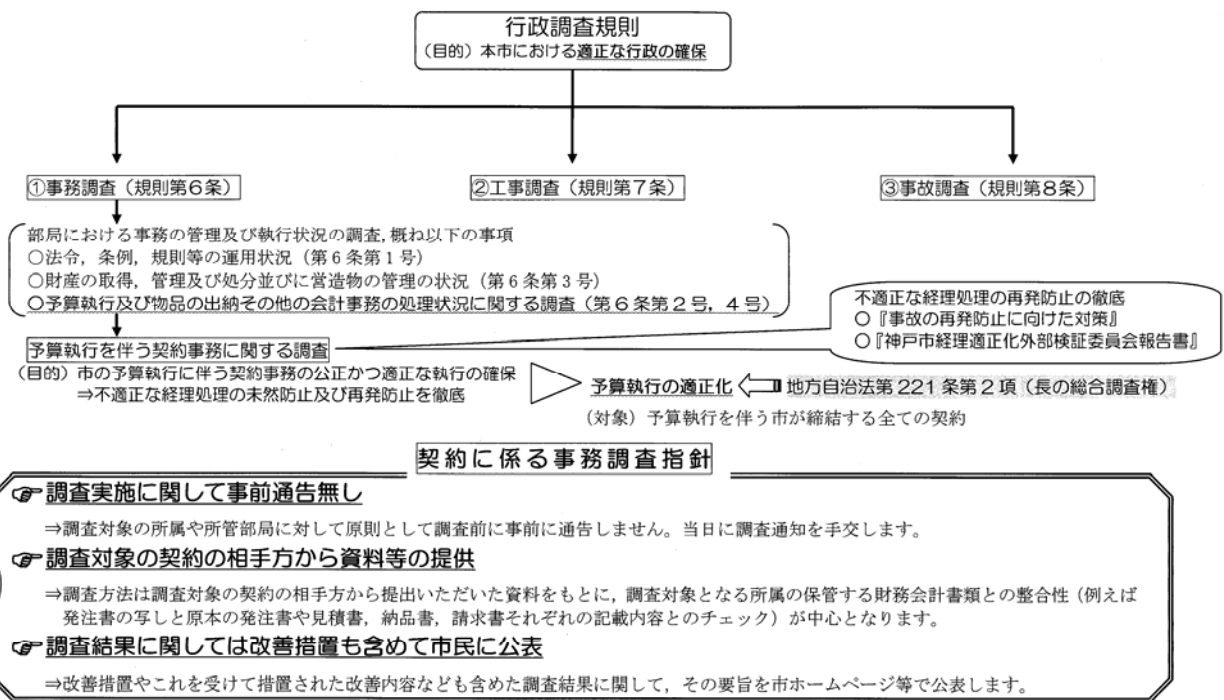 行政調査規則
（目的）本市における適正な行政の確保
①事務調査（規則第６条）
②工事調査（規則第７条）
③事故調査（規則第８条）
部局における事務の管理及び執行状況の調査，概ね以下の事項
○法令，条例，規則等の運用状況（第６条第１号）
○財産の取得，管理及び処分並びに営造物の管理の状況（第６条第３号）
○予算執行及び物品の出納その他の会計事務の処理状況に関する調査（第６条第２号，４号）
不適正な経理処理の再発防止の徹底
○『事故の再発防止に向けた対策』
○『神戸市経理適正化外部検証委員会報告書』
予算執行を伴う契約事務に関する調査
（目的）市の予算執行に伴う契約事務の公正かつ適正な執行の確保
⇒不適正な経理処理の未然防止及び再発防止を徹底
予算執行の適正化
地方自治法第221条第２項（長の総合調査権）
（対象）予算執行を伴う市が締結する全ての契約
契約に係る事務調査指針
☞調査実施に関して事前通告無し
⇒調査対象の所属や所管部局に対して原則として調査前に事前に通告しません。当日に調査通知を手交します。
☞調査対象の契約の相手方から資料等の提供
⇒調査方法は調査対象の契約の相手方から提出いただいた資料をもとに，調査対象となる所属の保管する財務会計書類との整合性（例えば
発注書の写しと原本の発注書や見積書，納品書，請求書それぞれの記載内容とのチェック）が中心となります。
☞調査結果に関しては改善措置も含めて市民に公表
⇒改善措置やこれを受けて措置された改善内容なども含めた調査結果に関して，その要旨を市ホームページ等で公表します。